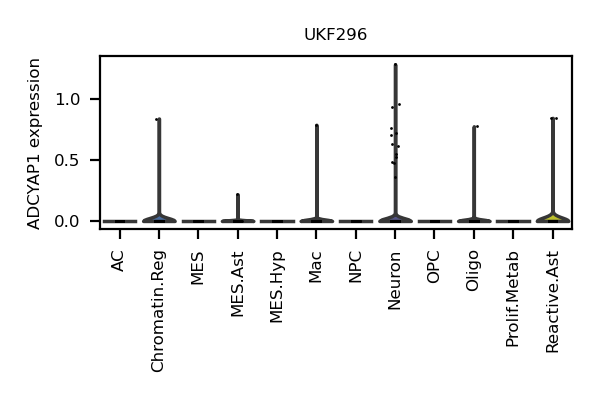 UKF296
ADCYAP1 expression
1.0
0.5
0.0
AC
Chromatin.Reg
MES
MES.Ast
MES.Hyp
Mac
NPC
Neuron
OPC
Oligo
Prolif.Metab
Reactive.Ast